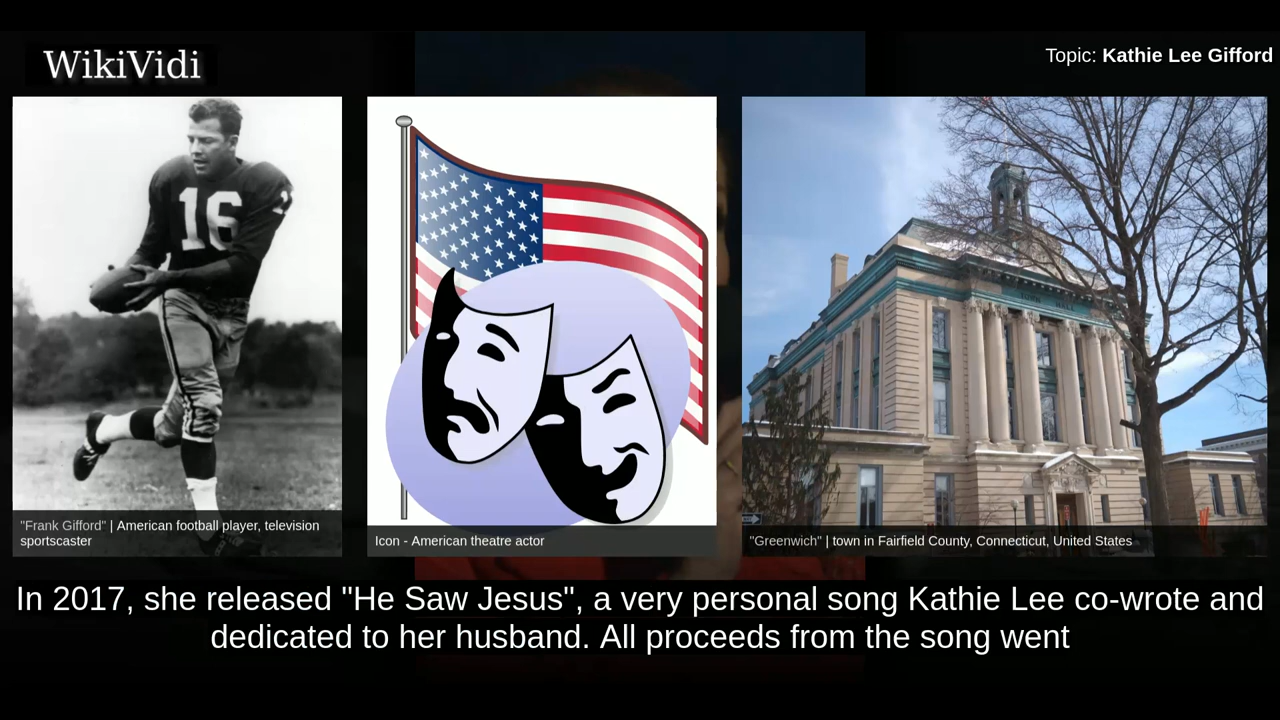 WikiVidi
Topic: Kathie Lee Gifford
16
"Frank Gifford" | American football player, television
sportscaster
Icon - American theatre actor
"Greenwich" | town in Fairfield County, Connecticut, United States
In 2017, she released "He Saw Jesus", a very personal song Kathie Lee co-wrote and
dedicated to her husband. All proceeds from the song went